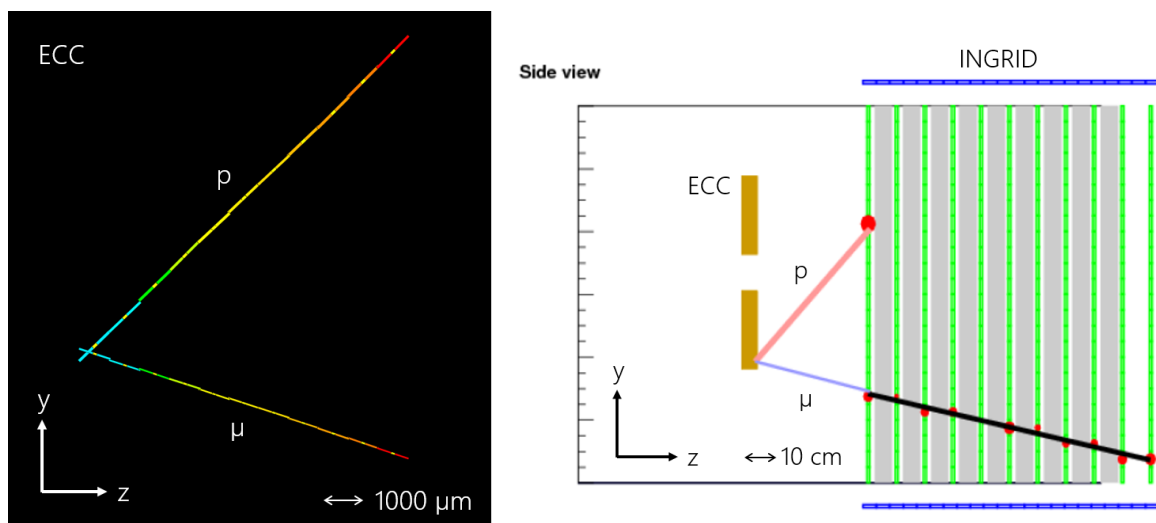 ECC
p
μ
y
z
1000 μm
Side view
INGRID
ECC
p
μ
y
z
10 cm